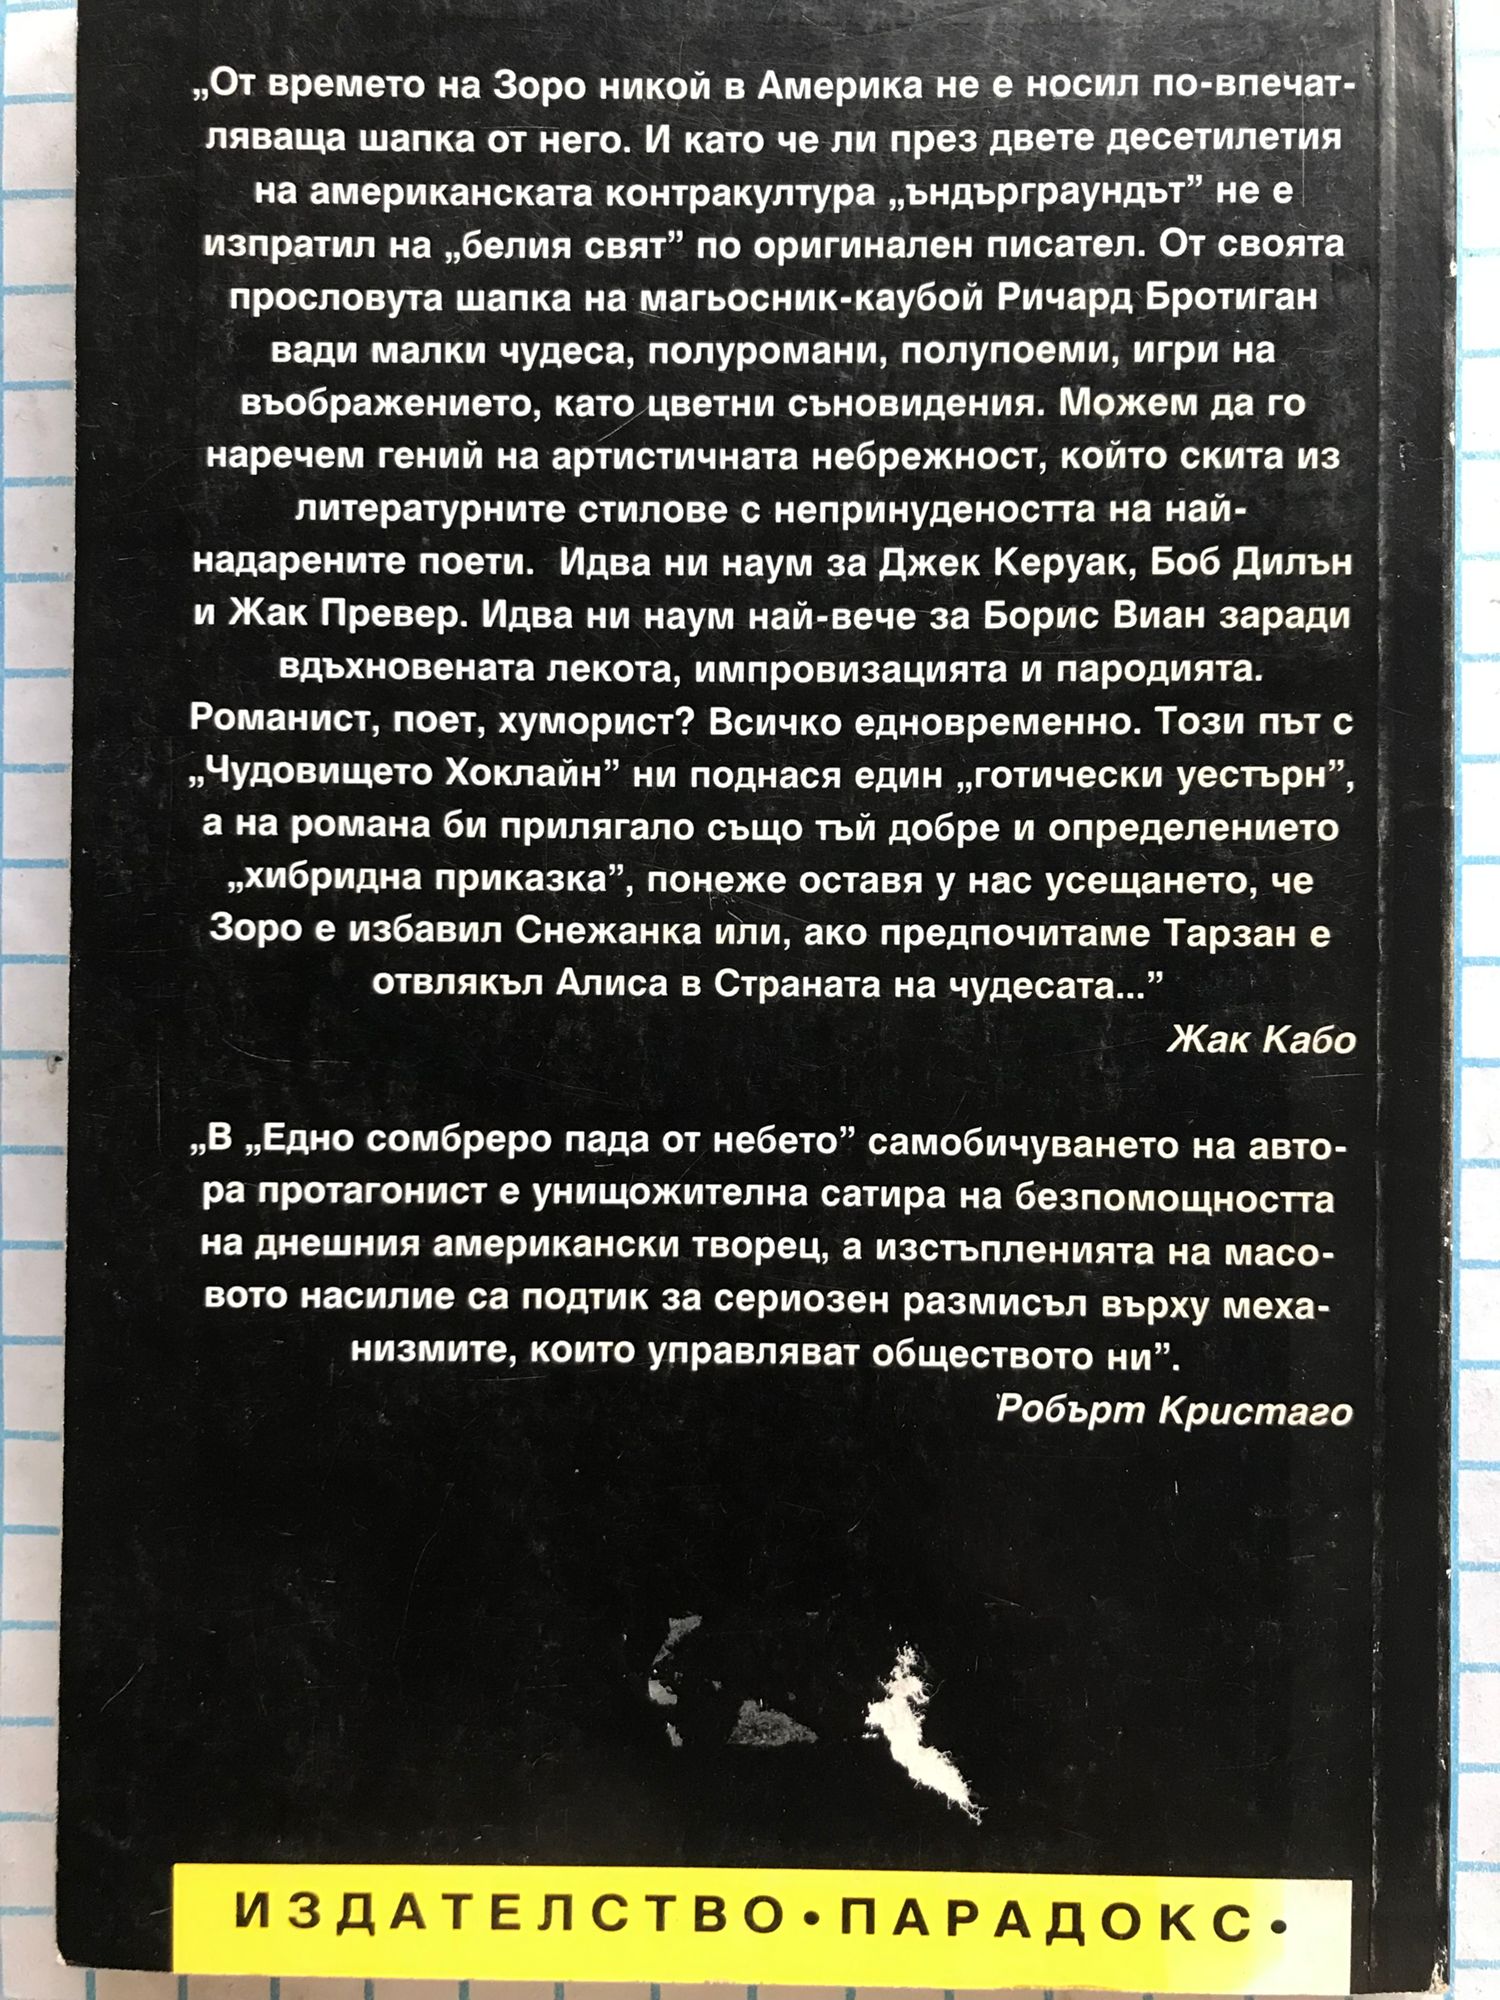 „От времето на Зоро никой в Америка не е носил по-впечат-
ляваща шапка от него. И като че ли през двете десетилетия
на американската контракултура „ъндърграундът” не е
изпратил на „белия свят” по оригинален писател. От своята
прословута шапка на магьосник-каубой Ричард Бротиган
вади малки чудеса, полуромани, полупоеми, игри на
въображението, като цветни съновидения. Можем да го
наречем гений на артистичната небрежност, който скита из
литературните стилове с непринудеността на най-
надарените поети. Идва ни наум за Джек Керуак, Боб Дилън
и Жак Превер. Идва ни наум най-вече за Борис Виан заради
вдъхновената лекота, импровизацията и пародията.
Романист, поет, хуморист? Всичко едновременно. Този път с
„Чудовището Хоклайн” ни поднася един „готически уестърн”,
а на романа би прилягало също тъй добре и определението
„хибридна приказка”, понеже оставя у нас усещането, че
Зоро е избавил Снежанка или, ако предпочитаме Тарзан е
отвлякъл Алиса в Страната на чудесата...”
Жак Кабо
„В „Едно сомбреро пада от небето” самобичуването на авто-
ра протагонист е унищожителна сатира на безпомощността
на днешния американски творец, а изстъпленията на масо-
вото насилие са подтик за сериозен размисъл върху меха-
низмите, които управляват обществото ни”.
Робърт Кристаго
ИЗДАТЕЛСТВО • ПАРАДОКС •